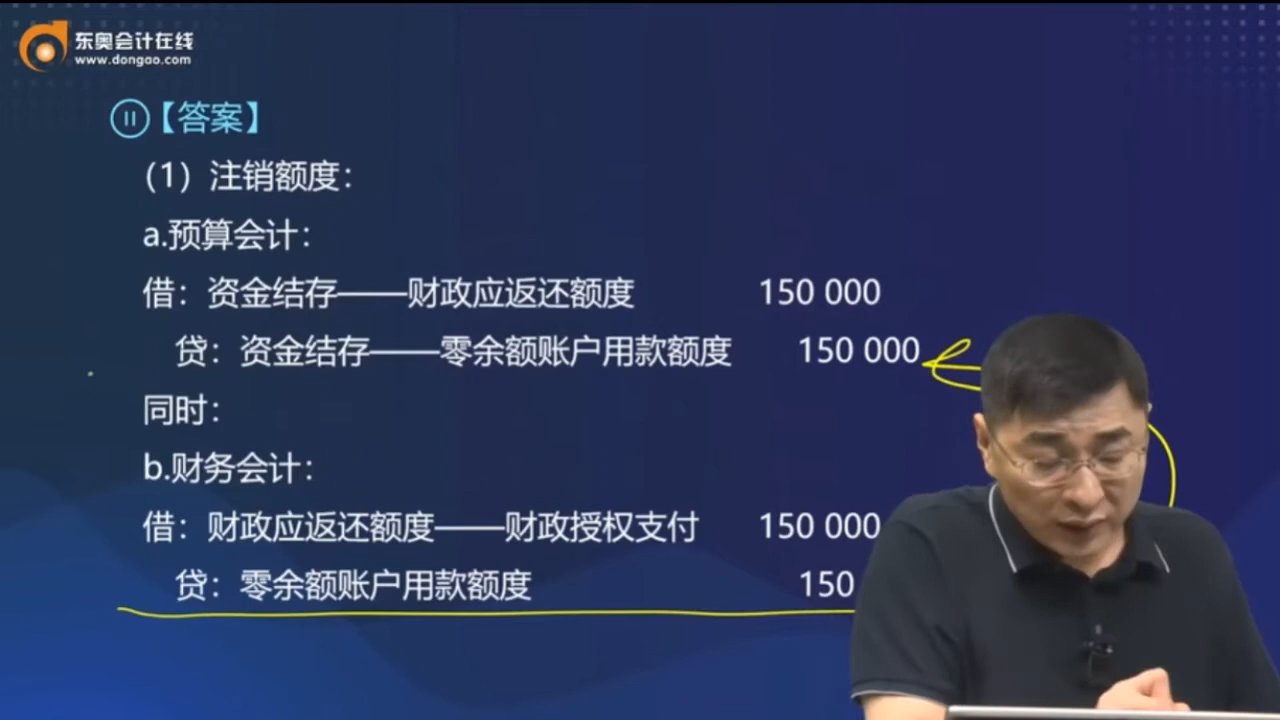 东奥会计在线
www.dongao.com
【答案】
（1）注销额度：
a.预算会计：
借：资金结存——财政应返还额度 150 000
贷：资金结存——零余额账户用款额度 150 000
同时：
b.财务会计：
借：财政应返还额度——财政授权支付 150 000
贷：零余额账户用款额度 150